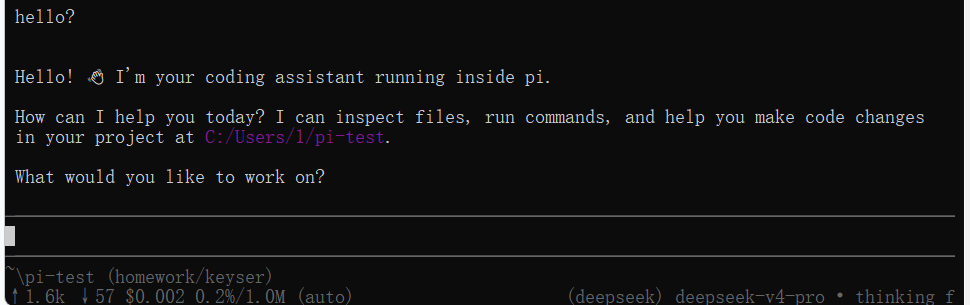 hello?
Hello! 👋 I'm your coding assistant running inside pi.
How can I help you today? I can inspect files, run commands, and help you make code changes
in your project at C:/Users/l/pi-test.
What would you like to work on?
~\pi-test (homework/keyser)
↑1.6k ↓57 $0.002 0.2%/1.0M (auto) (deepseek) deepseek-v4-pro • thinking f